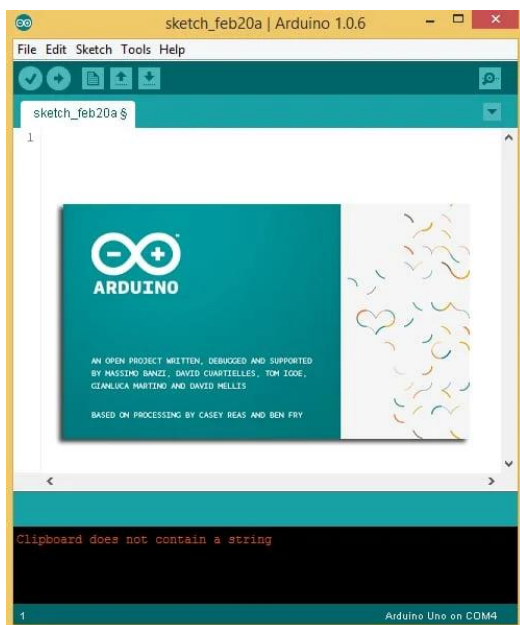 sketch_feb20a | Arduino 1.0.6
File Edit Sketch Tools Help
sketch_feb20a §
1
ARDUINO
AN OPEN PROJECT WRITTEN, DEBUGGED AND SUPPORTED
BY MASSIMO BANZI, DAVID CUARTIELLES, TOM IGOE,
GIANLUCA MARTINO AND DAVID MELLIS
BASED ON PROCESSING BY CASEY REAS AND BEN FRY
Clipboard does not contain a string
1 Arduino Uno on COM4